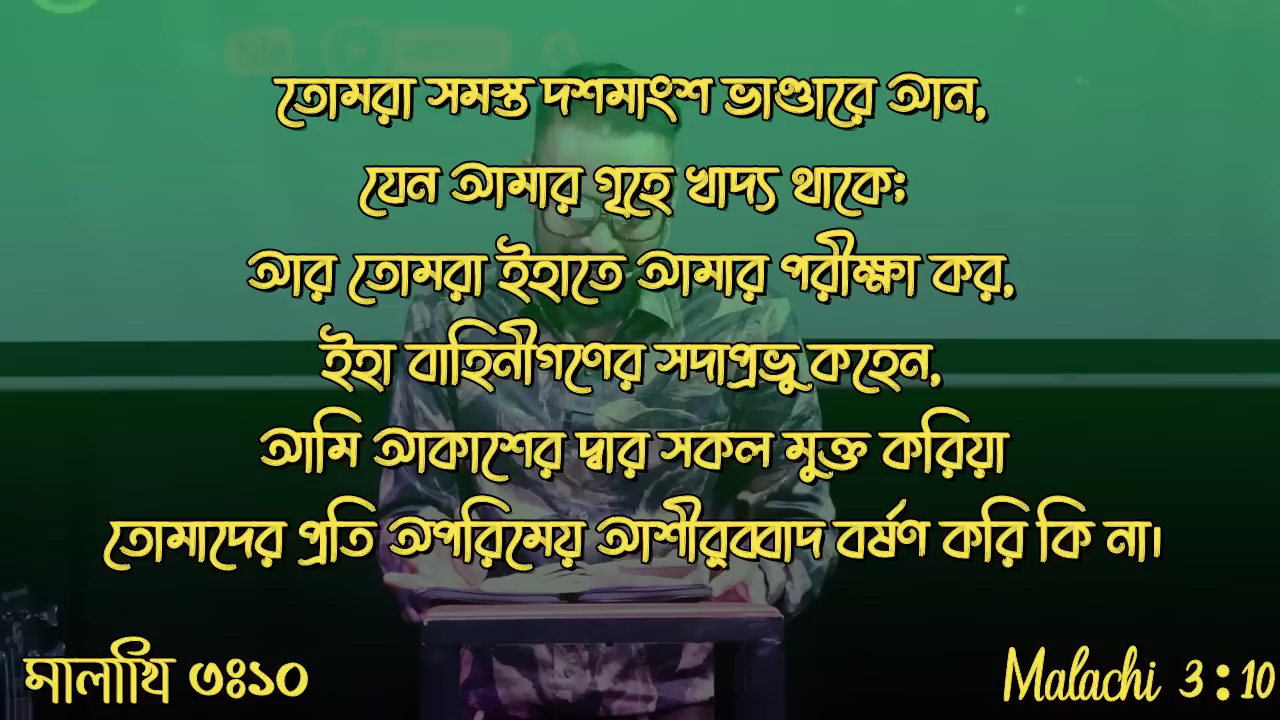 তোমরা সমস্ত দশমাংশ ভাণ্ডারে আন,
যেন আমার গৃহে খাদ্য থাকে;
আর তোমরা ইহাতে আমার পরীক্ষা কর,
ইহা বাহিনীগণের সদাপ্রভু কহেন,
আমি আকাশের দ্বার সকল মুক্ত করিয়া
তোমাদের প্রতি অপরিমেয় আশীর্ব্বাদ বর্ষণ করি কি না।
মালাখি ৩ঃ১০
Malachi 3 : 10